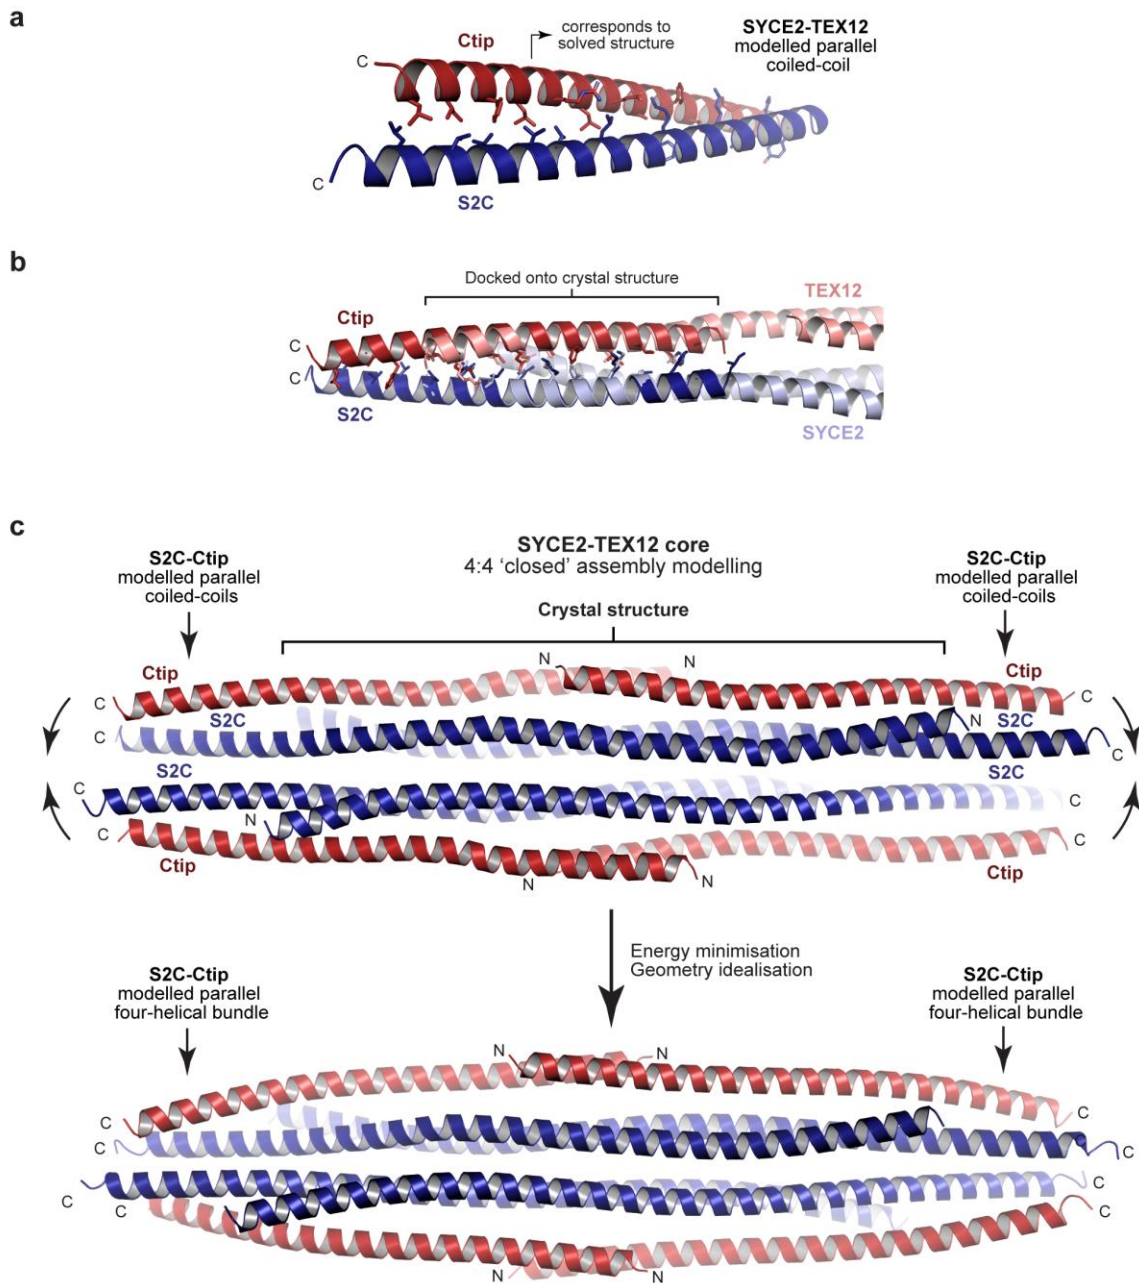 a
Ctip
corresponds to
solved structure
SYCE2-TEX12
modelled parallel
coiled-coil
C
C
S2C
b
Docked onto crystal structure
TEX12
Ctip
C
C
S2C
SYCE2
c
SYCE2-TEX12 core
4:4 ‘closed’ assembly modelling
S2C-Ctip
modelled parallel
coiled-coils
S2C-Ctip
modelled parallel
coiled-coils
Crystal structure
N
N
Ctip
Ctip
C
C
S2C
N
S2C
C
C
S2C
S2C
C
C
N
C
C
Ctip
N
N
Ctip
Energy minimisation
Geometry idealisation
S2C-Ctip
modelled parallel
four-helical bundle
S2C-Ctip
modelled parallel
four-helical bundle
N
N
C
C
C
C
C
C
C
C
N
N